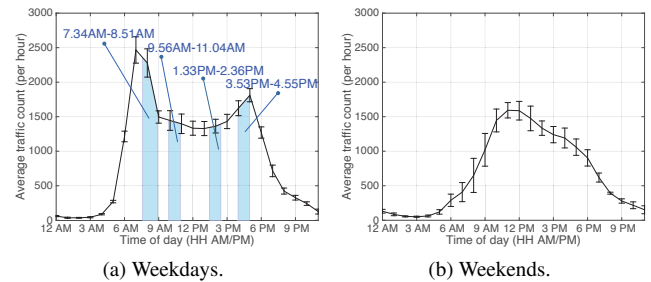 3000
2500
2000
1500
1000
500
0
Average traffic count (per hour)
7.34AM-8.51AM
9.56AM-11.04AM
1.33PM-2.36PM
3.53PM-4.55PM
12 AM 3 AM 6 AM 9 AM 12 PM 3 PM 6 PM 9 PM
Time of day (HH AM/PM)
(a) Weekdays.
3000
2500
2000
1500
1000
500
0
Average traffic count (per hour)
12 AM 3 AM 6 AM 9 AM 12 PM 3 PM 6 PM 9 PM
Time of day (HH AM/PM)
(b) Weekends.